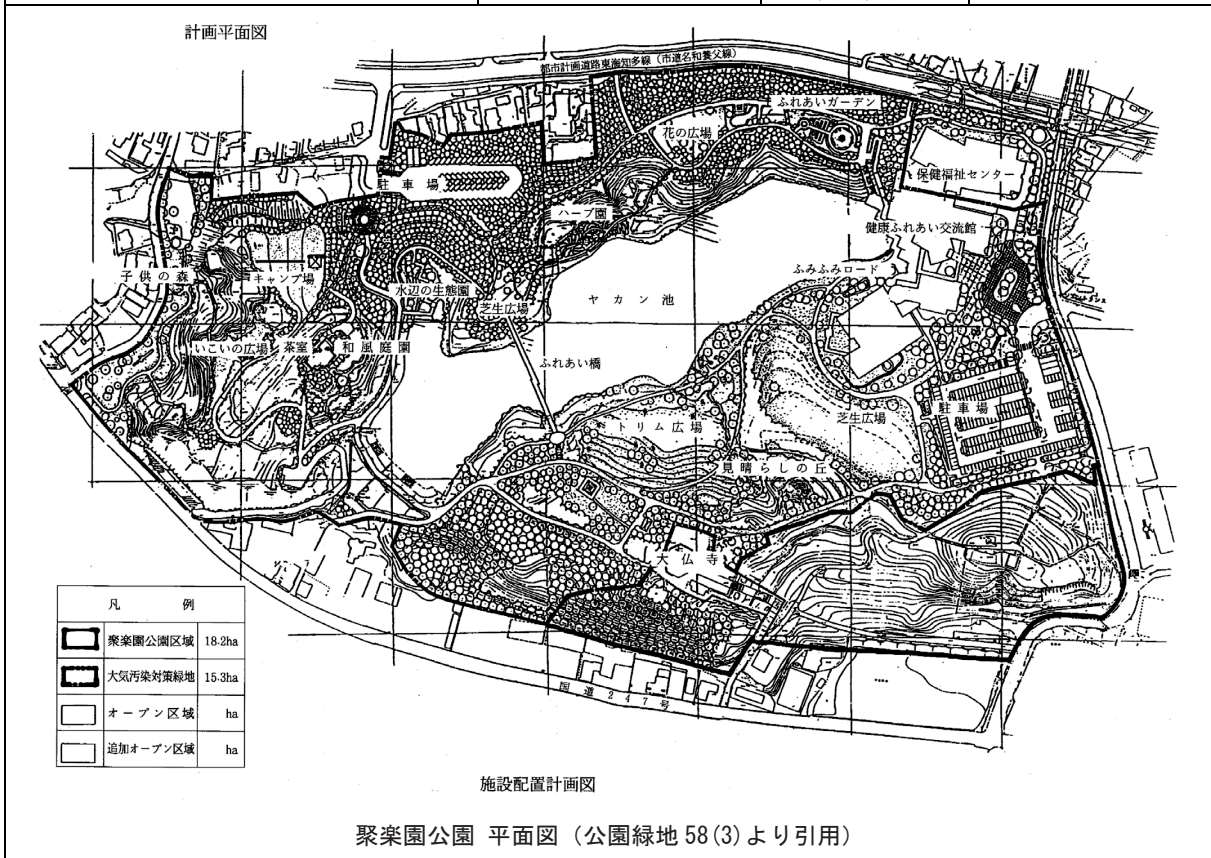 計画平面図
都市計画道路東海知多線（市道名和養父線）
ふれあいガーデン
花の広場
保健福祉センター
駐車場
ハーブ園
健康ふれあい交流館
子供の森
キャンプ場
水辺の生態園
芝生広場
ヤカン池
ふみふみロード
いこいの広場
茶室
和風庭園
ふれあい橋
トリム広場
芝生広場
駐車場
見晴らしの丘
大仏寺
国道247号
凡例
聚楽園公園区域 18.2ha
大気汚染対策緑地 15.3ha
オープン区域 ha
追加オープン区域 ha
施設配置計画図
聚楽園公園 平面図（公園緑地 58(3)より引用）